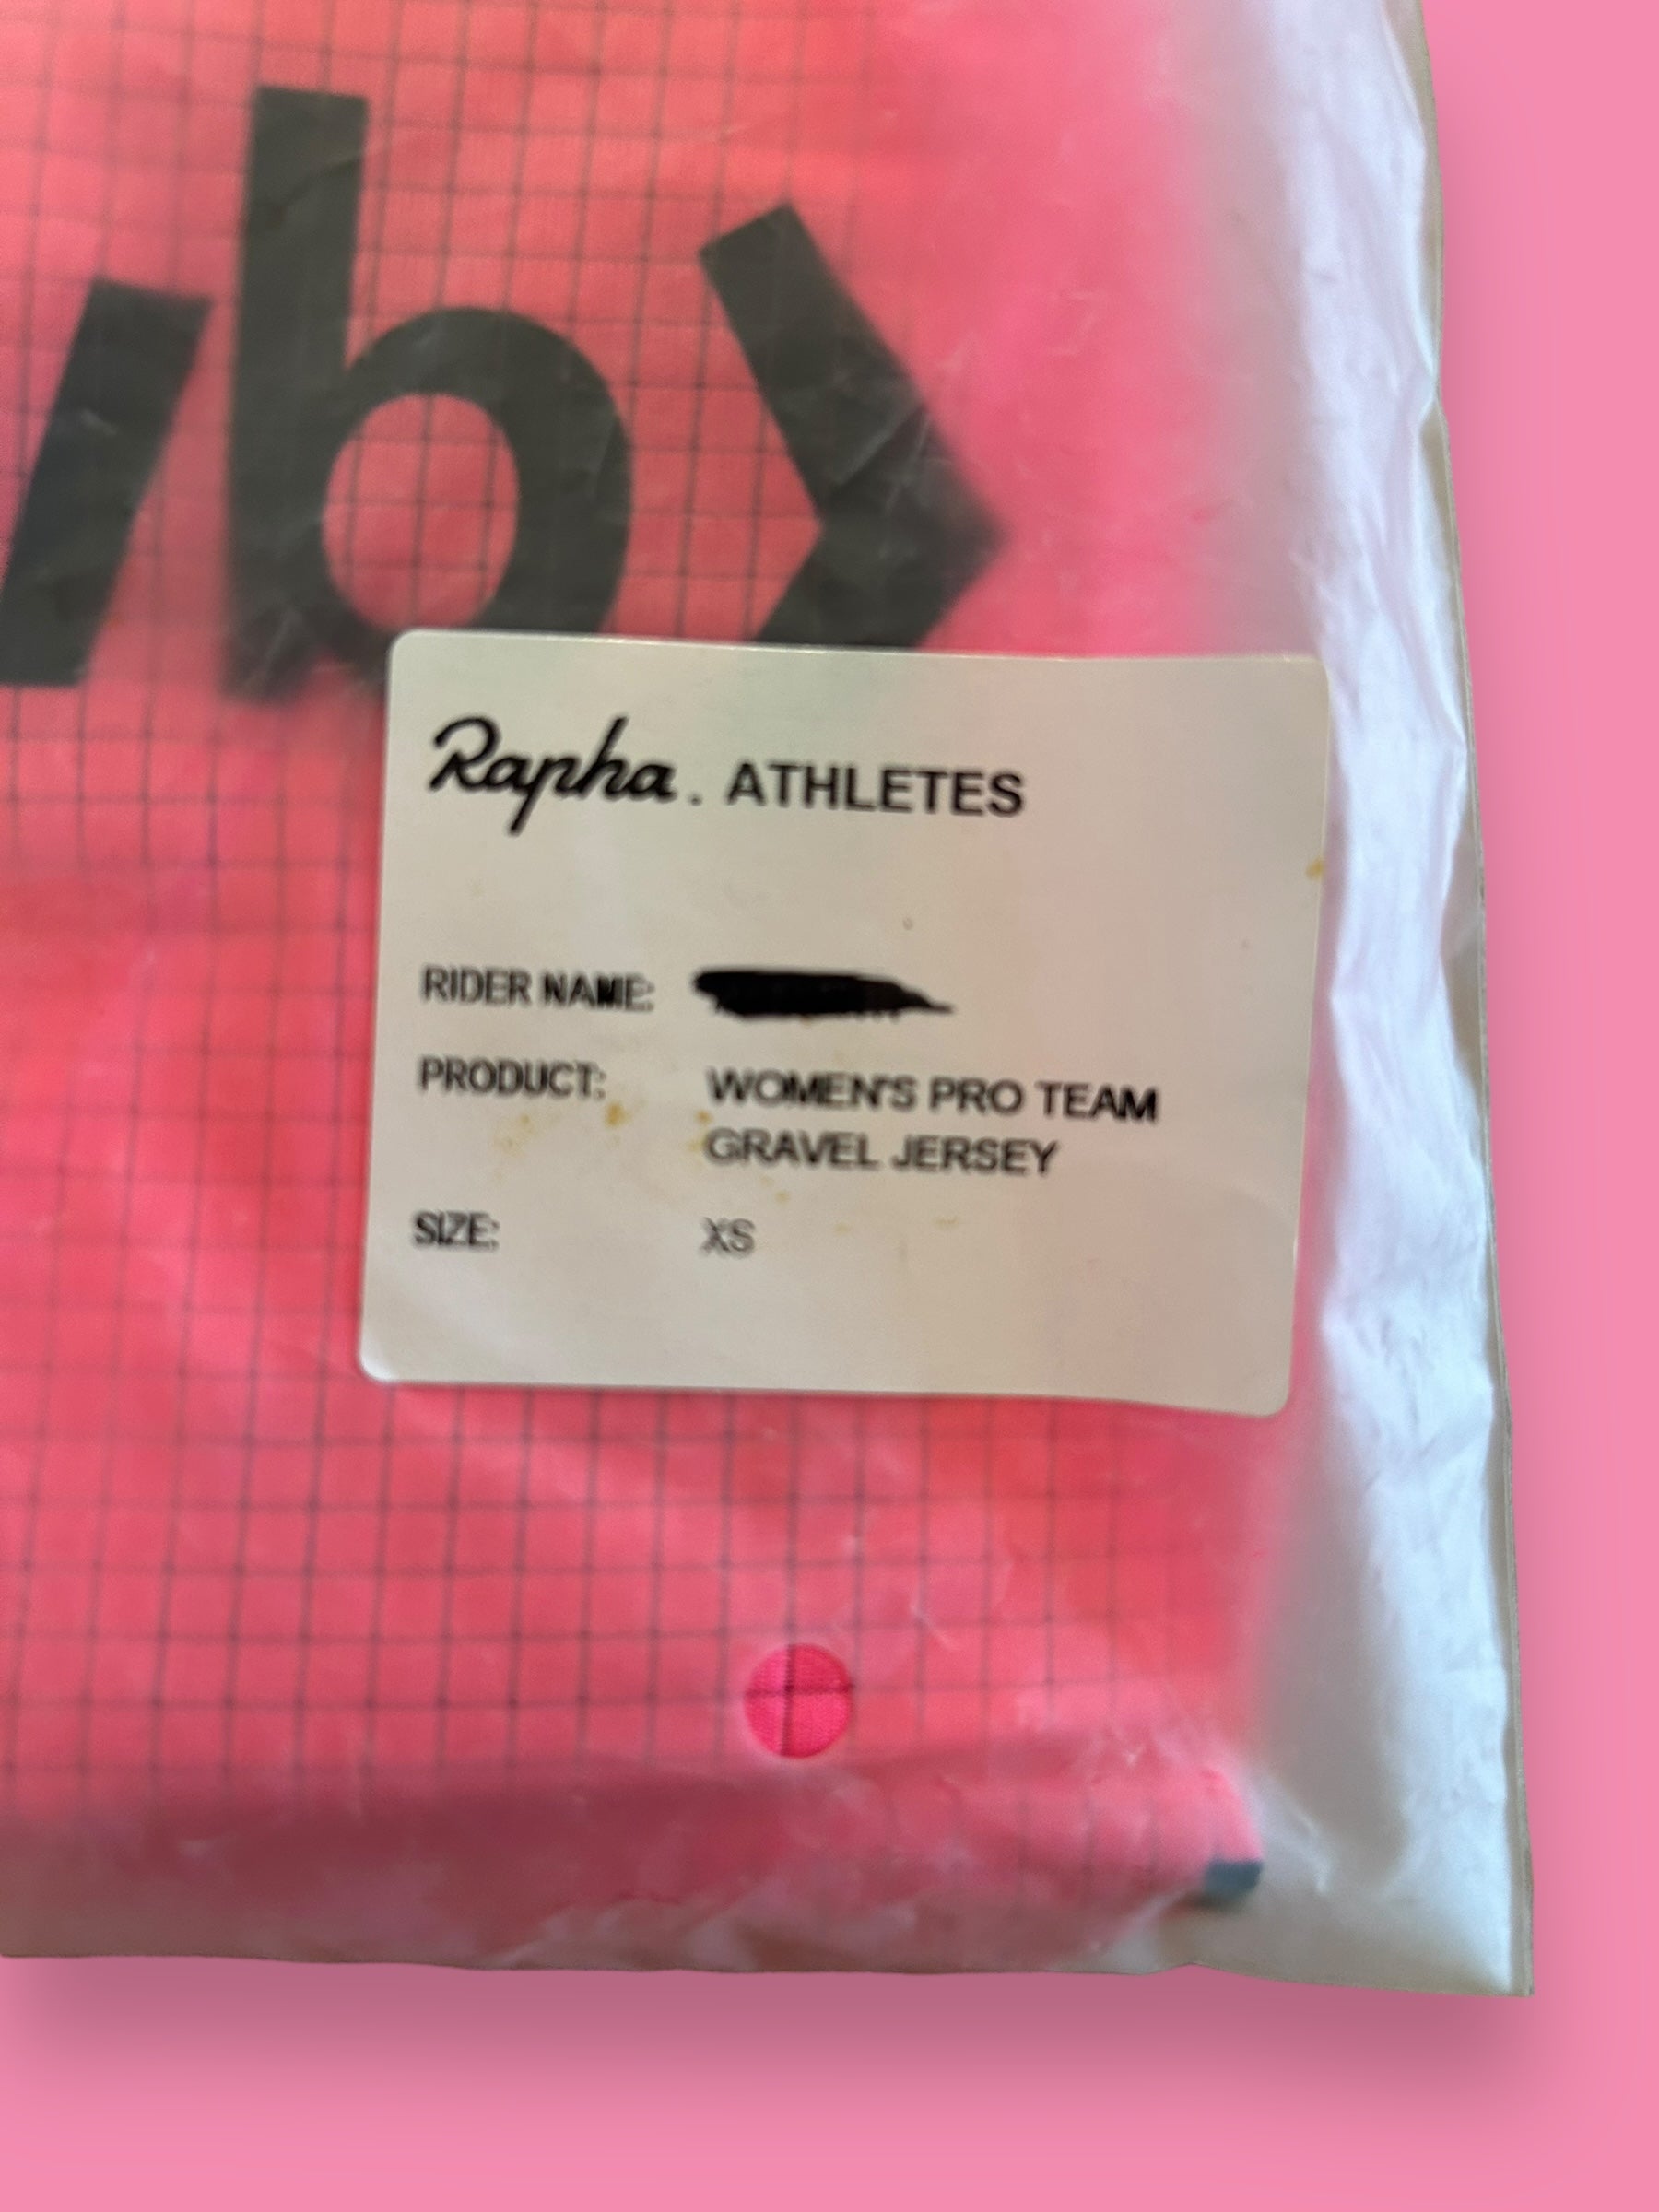 b>
Rapha. ATHLETES
RIDER NAME:
PRODUCT: WOMEN'S PRO TEAM
GRAVEL JERSEY
SIZE: XS